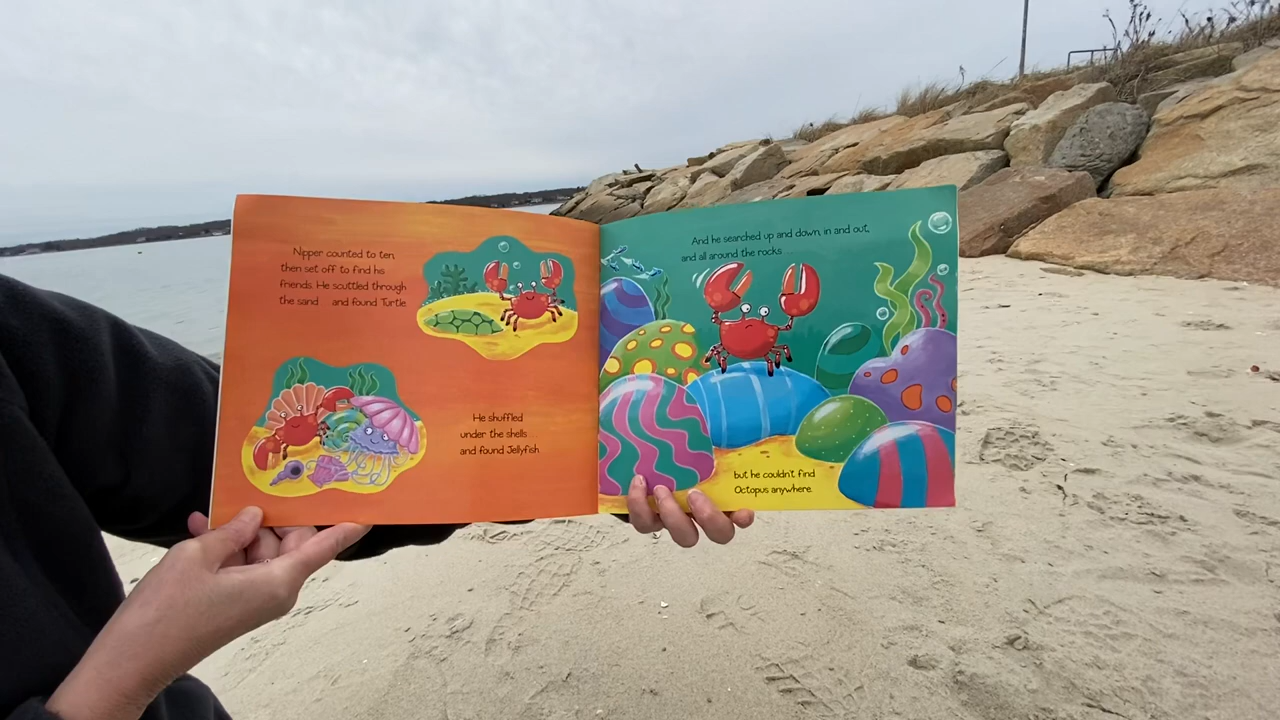 Nipper counted to ten,
then set off to find his
friends. He scuttled through
the sand ... and found Turtle.
He shuffled
under the shells ...
and found Jellyfish.
And he searched up and down, in and out,
and all around the rocks ...
but he couldn't find
Octopus anywhere.